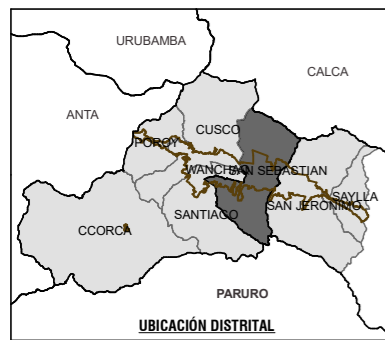 URUBAMBA
CALCA
ANTA
CUSCO
POROY
WANCHAQ
SAN SEBASTIAN
SAYLLA
SAN JERONIMO
SANTIAGO
CCORCA
PARURO
UBICACIÓN DISTRITAL